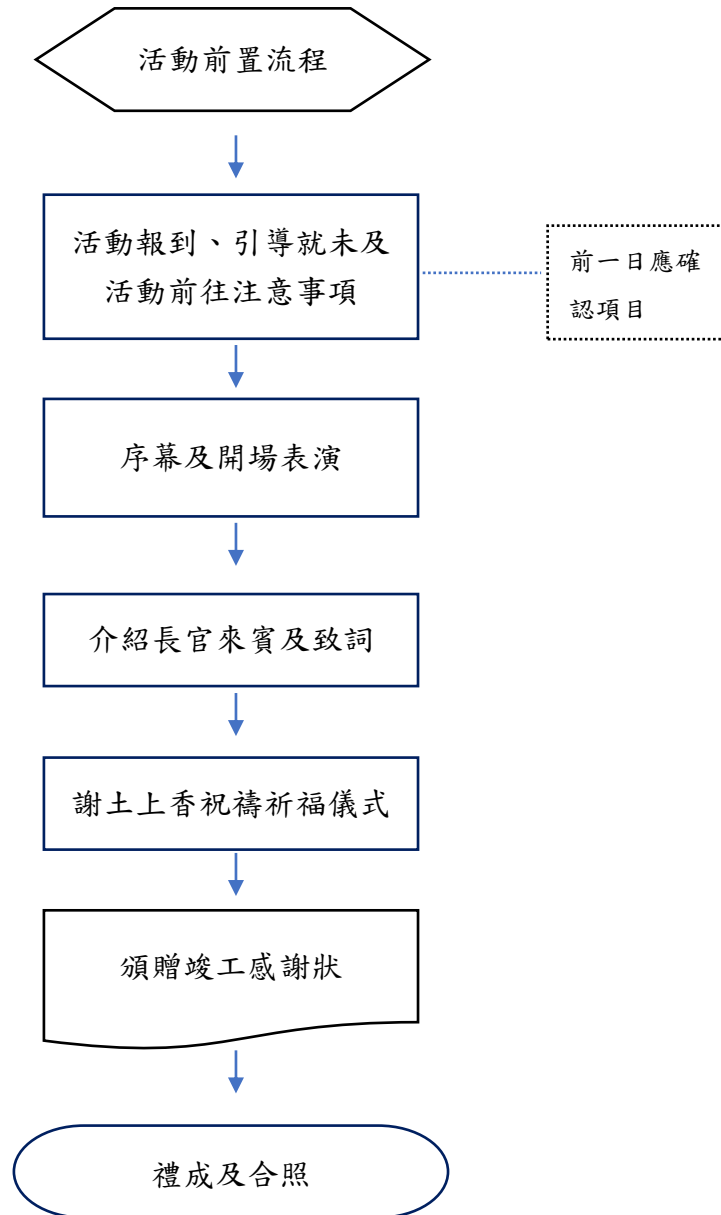 活動前置流程
活動報到、引導就未及
活動前往注意事項
前一日應確
認項目
序幕及開場表演
介紹長官來賓及致詞
謝土上香祝禱祈福儀式
頒贈竣工感謝狀
禮成及合照